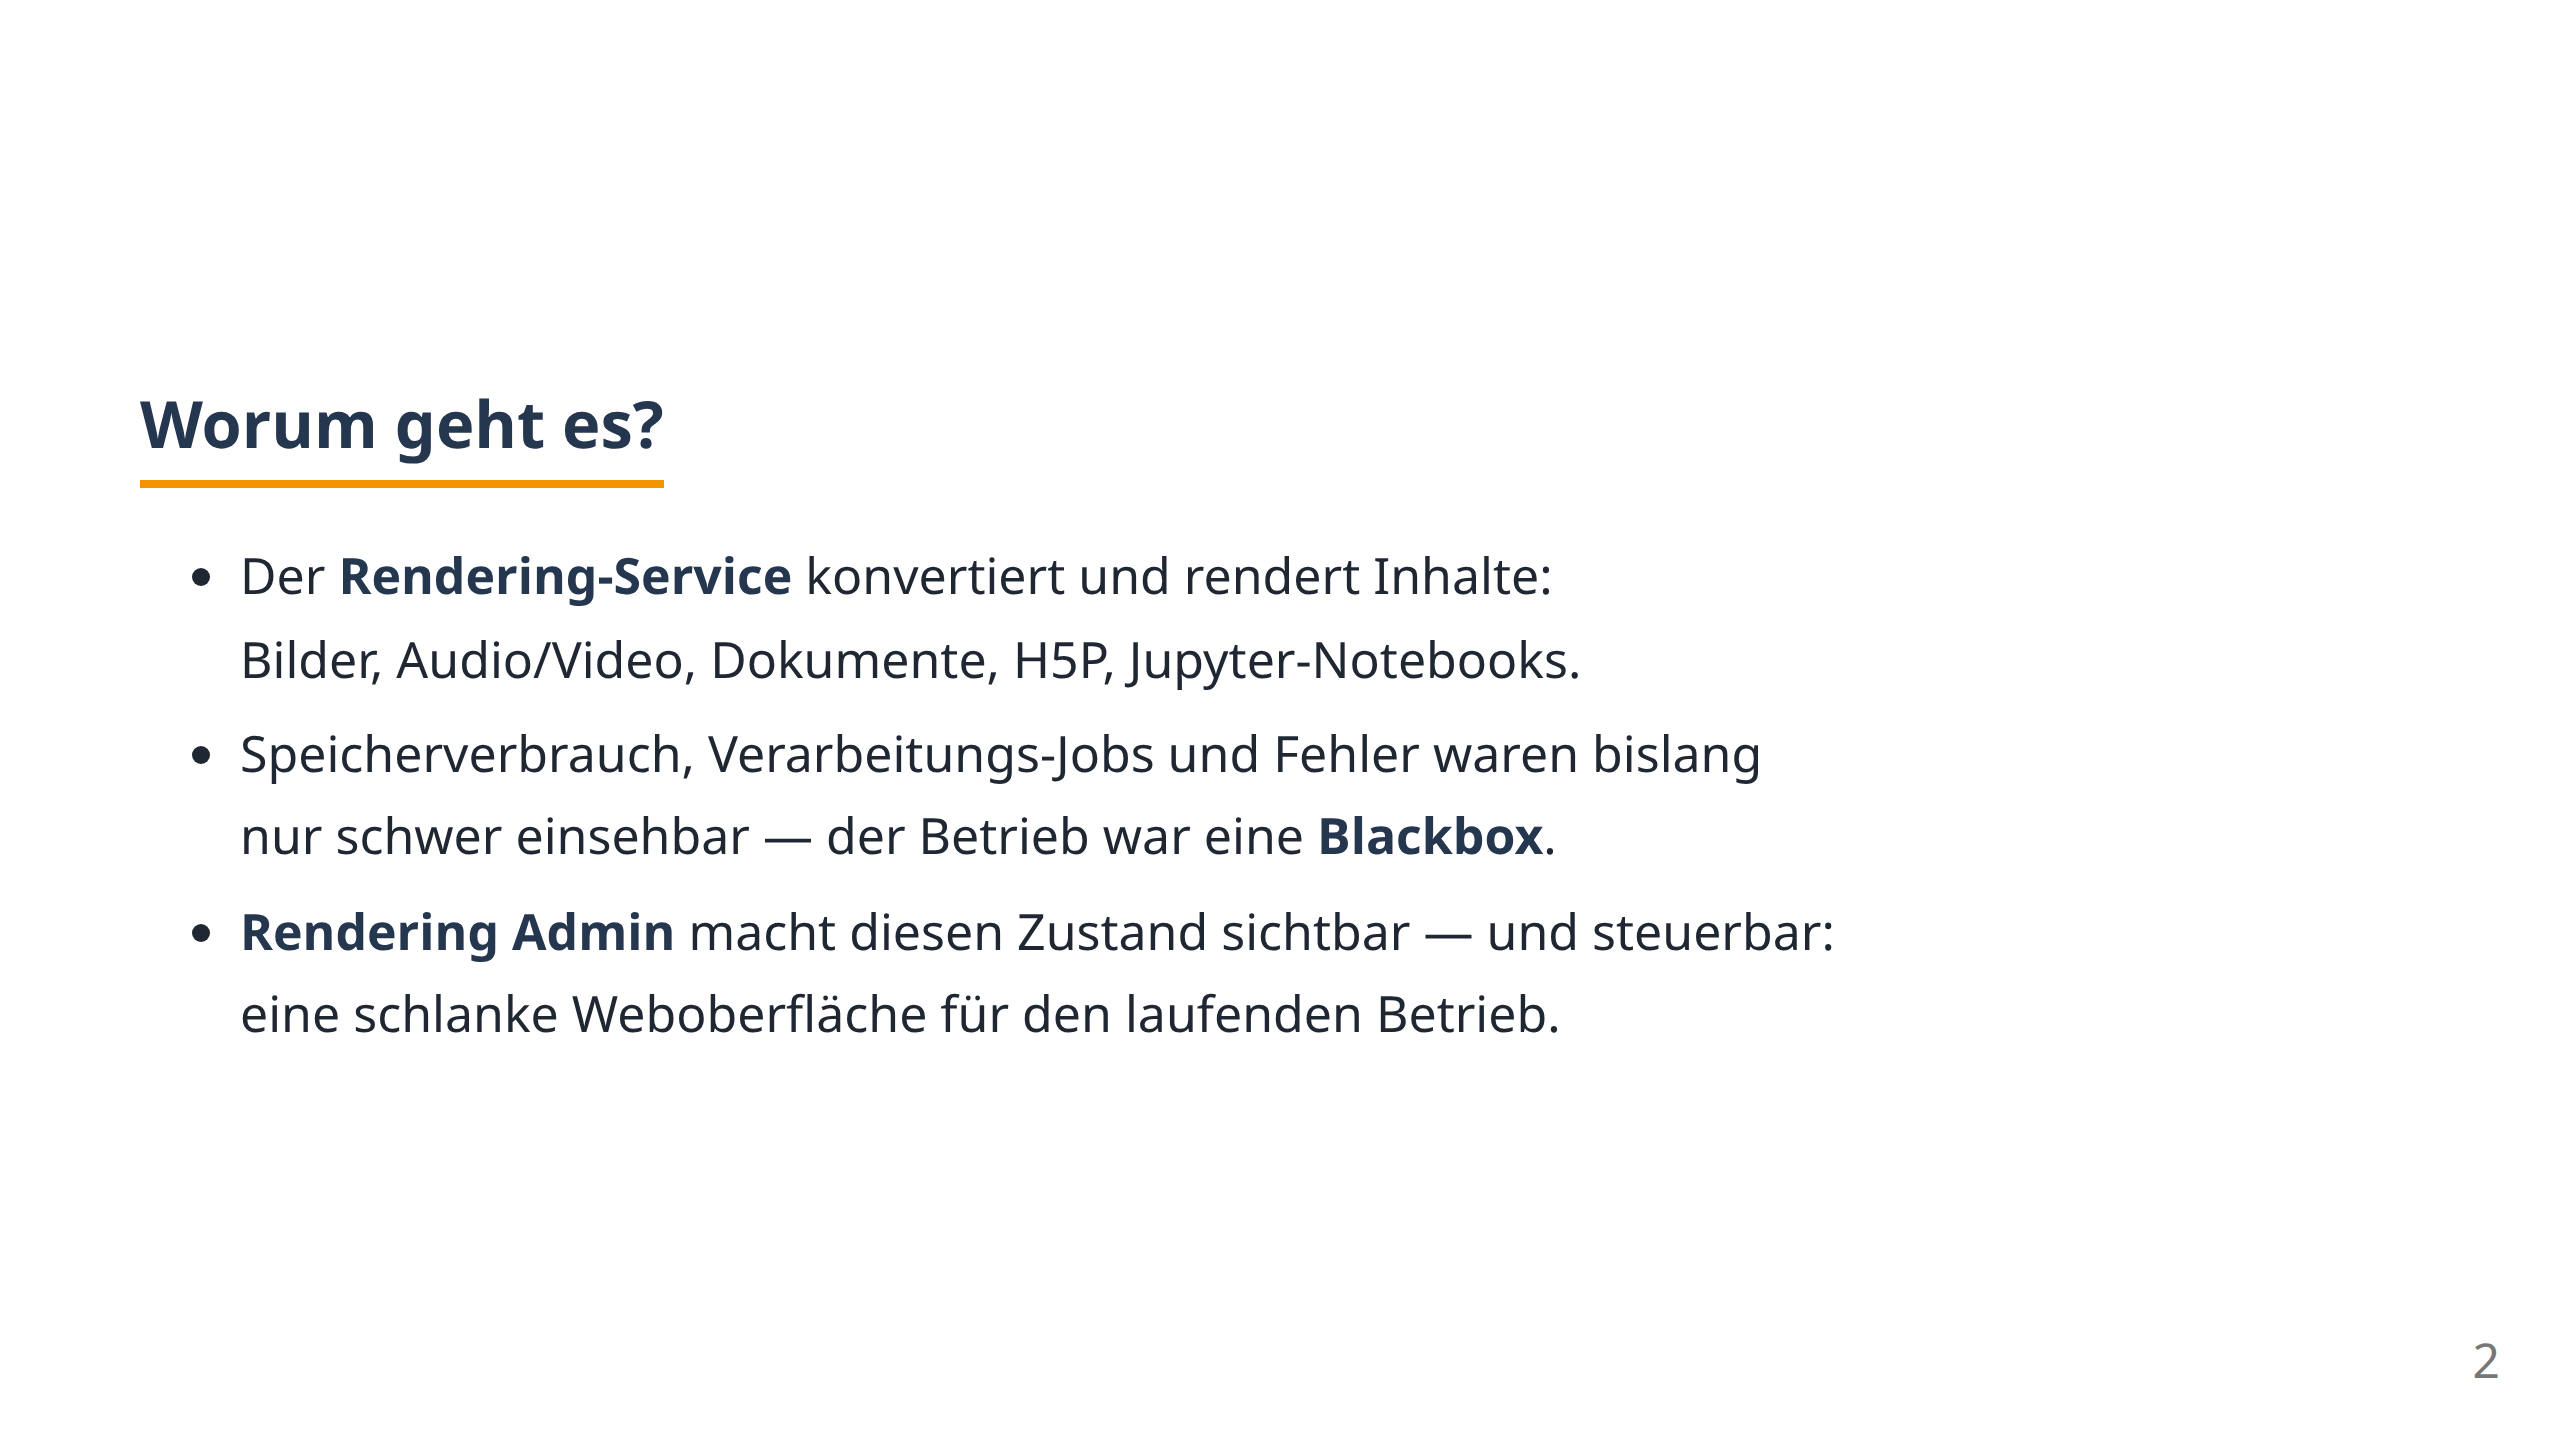 Worum geht es?
• Der Rendering-Service konvertiert und rendert Inhalte:
Bilder, Audio/Video, Dokumente, H5P, Jupyter-Notebooks.
• Speicherverbrauch, Verarbeitungs-Jobs und Fehler waren bislang
nur schwer einsehbar — der Betrieb war eine Blackbox.
• Rendering Admin macht diesen Zustand sichtbar — und steuerbar:
eine schlanke Weboberfläche für den laufenden Betrieb.
2